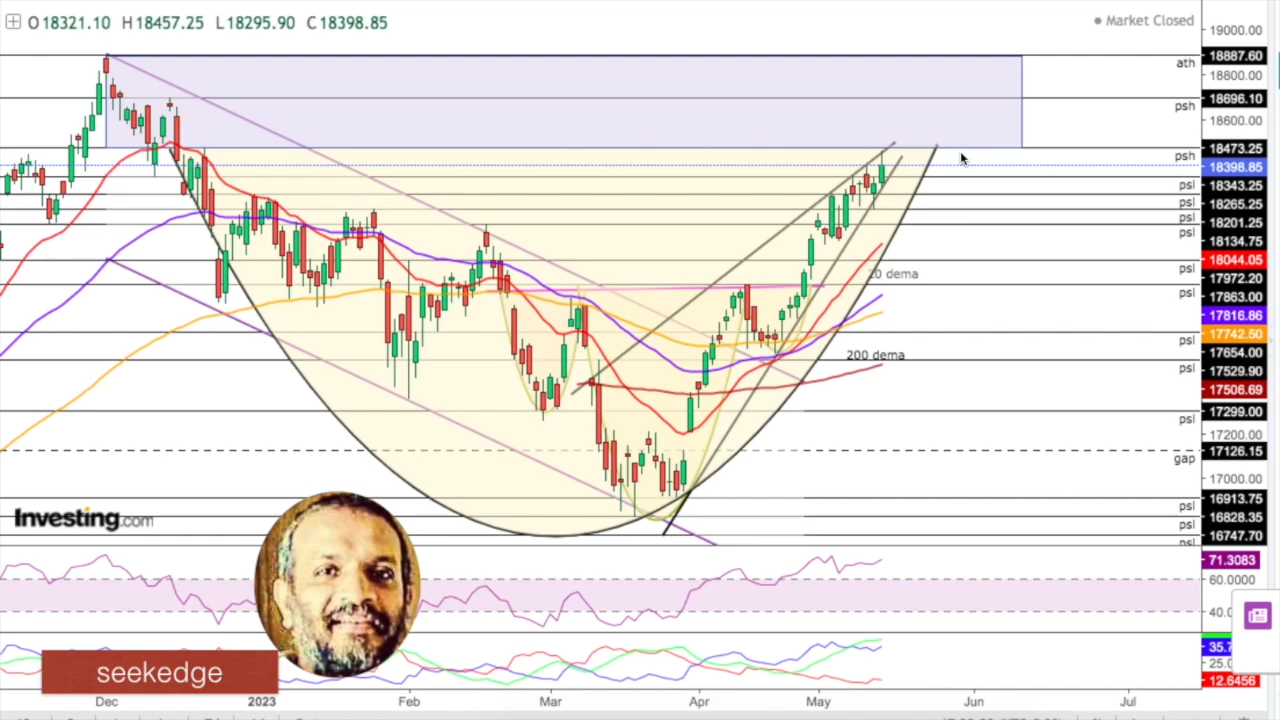 O18321.10 H18457.25 L18295.90 C18398.85
Market Closed
19000.00
18887.60
ath
18800.00
18696.10
psh
18600.00
18473.25
psh
18398.85
18343.25
psl
18265.25
psl
18201.25
psl
18134.75
psl
18044.05
psl
17972.20
20 dema
17863.00
psl
17816.86
17742.50
psl
17654.00
200 dema
17529.90
psl
17506.69
17299.00
psl
17200.00
17126.15
gap
17000.00
16913.75
psl
16828.35
psl
16747.70
psl
Investing.com
71.3083
60.0000
40.0
35.7
25.0
12.6456
seekedge
Dec 2023 Feb Mar Apr May Jun Jul